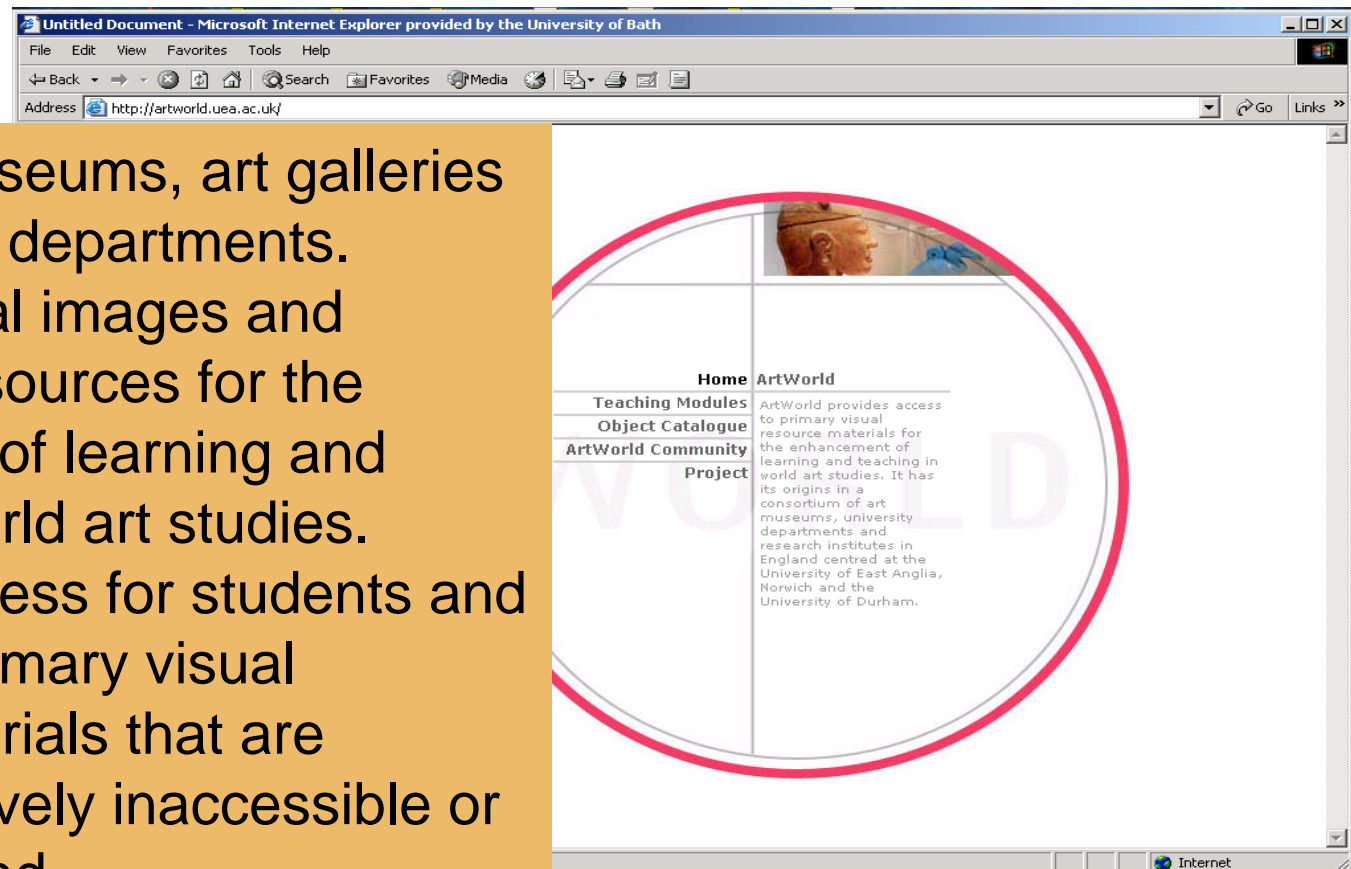 Untitled Document - Microsoft Internet Explorer provided by the University of Bath
File Edit View Favorites Tools Help
Back Search Favorites Media
Address http://artworld.uea.ac.uk/ Go Links »
seums, art galleries
departments.
al images and
sources for the
of learning and
rld art studies.
ess for students and
mary visual
rials that are
vely inaccessible or
Home
Teaching Modules
Object Catalogue
ArtWorld Community
Project
ArtWorld
ArtWorld provides access
to primary visual
resource materials for
the enhancement of
learning and teaching in
world art studies. It has
its origins in a
consortium of art
museums, university
departments and
research institutes in
England centred at the
University of East Anglia,
Norwich and the
University of Durham.
WORLD
Internet